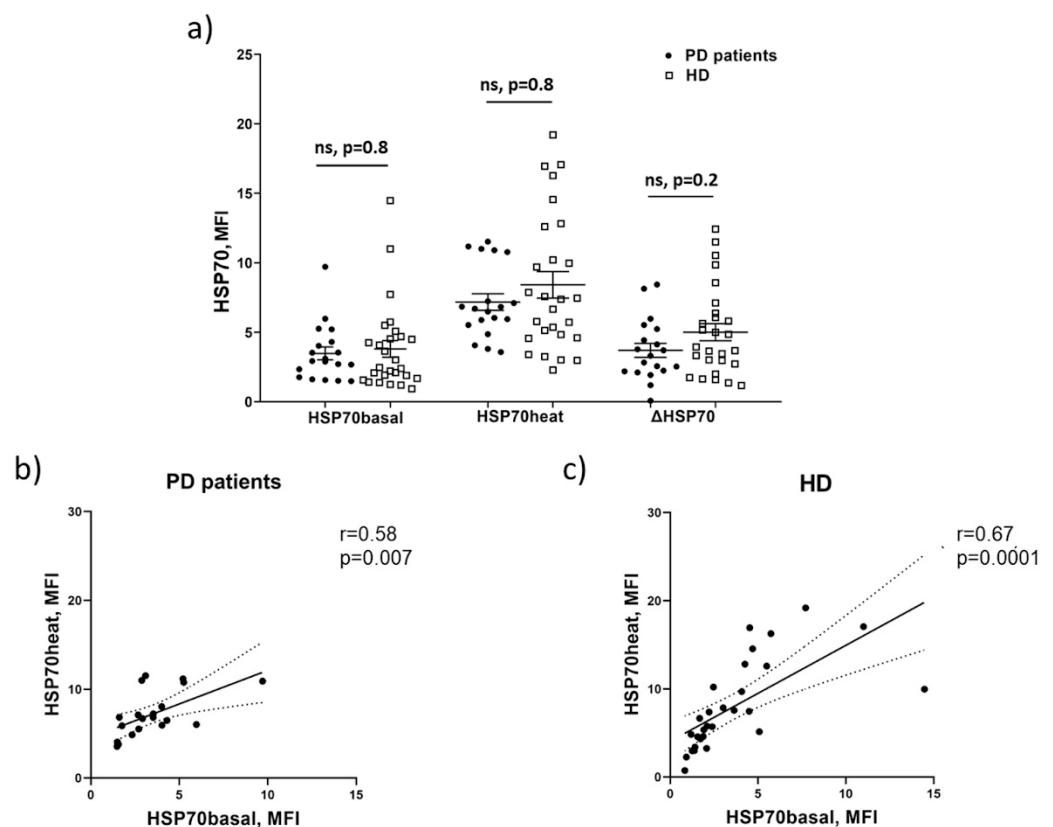 a)
25
20
15
10
5
0
HSP70, MFI
PD patients
HD
ns, p=0.8
ns, p=0.8
ns, p=0.2
HSP70basal
HSP70heat
ΔHSP70
b)
PD patients
30
20
10
0
HSP70heat, MFI
r=0.58
p=0.007
0 5 10 15
HSP70basal, MFI
c)
HD
30
20
10
0
HSP70heat, MFI
r=0.67
p=0.0001
0 5 10 15
HSP70basal, MFI